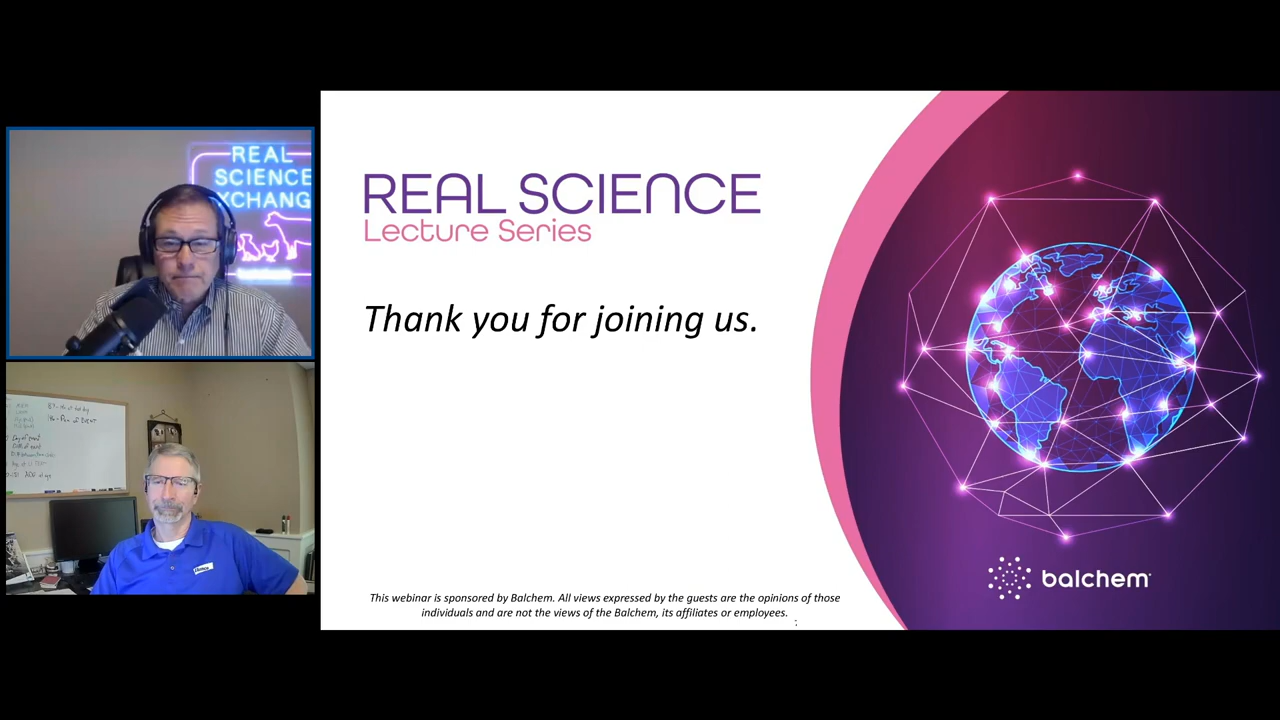 REAL
SCIENCE
XCHANG
REAL SCIENCE
Lecture Series
Thank you for joining us.
This webinar is sponsored by Balchem. All views expressed by the guests are the opinions of those
individuals and are not the views of the Balchem, its affiliates or employees.
:
balchem